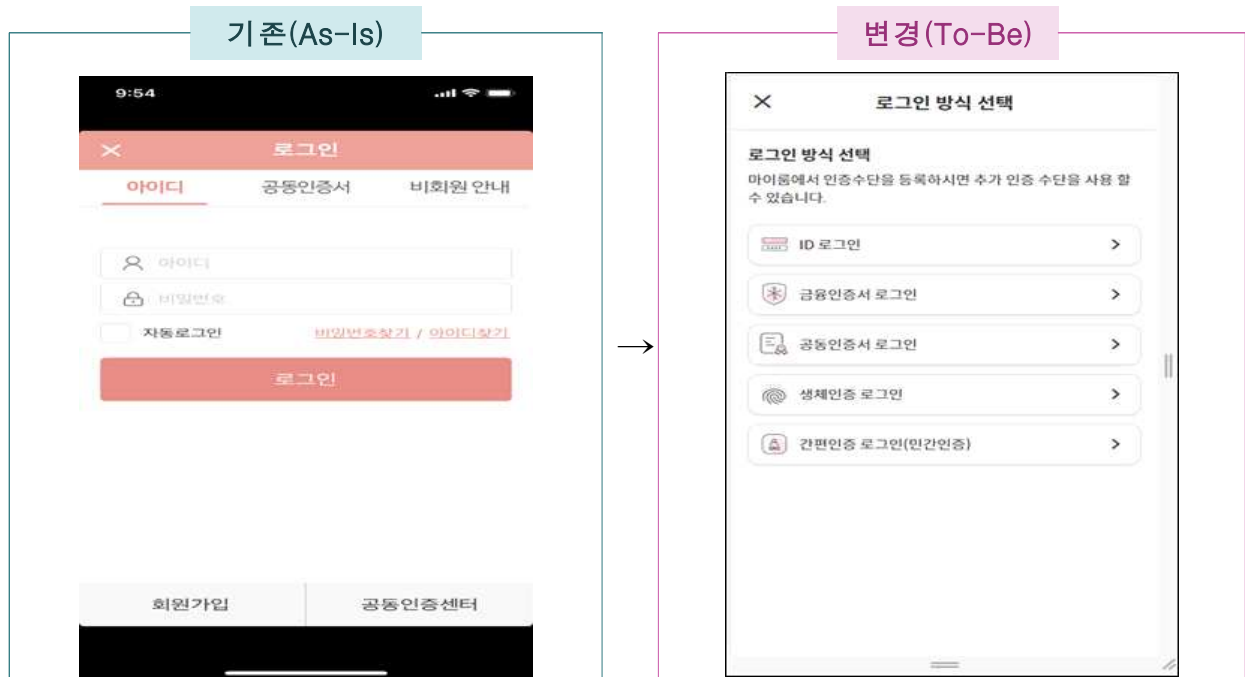 기존(As-Is)
9:54
로그인
아이디 공동인증서 비회원 안내
아이디
비밀번호
자동로그인 비밀번호찾기 / 아이디찾기
로그인
회원가입 공동인증센터
→
변경(To-Be)
로그인 방식 선택
로그인 방식 선택
마이룸에서 인증수단을 등록하시면 추가 인증 수단을 사용 할
수 있습니다.
ID 로그인
금융인증서 로그인
공동인증서 로그인
생체인증 로그인
간편인증 로그인(민간인증)